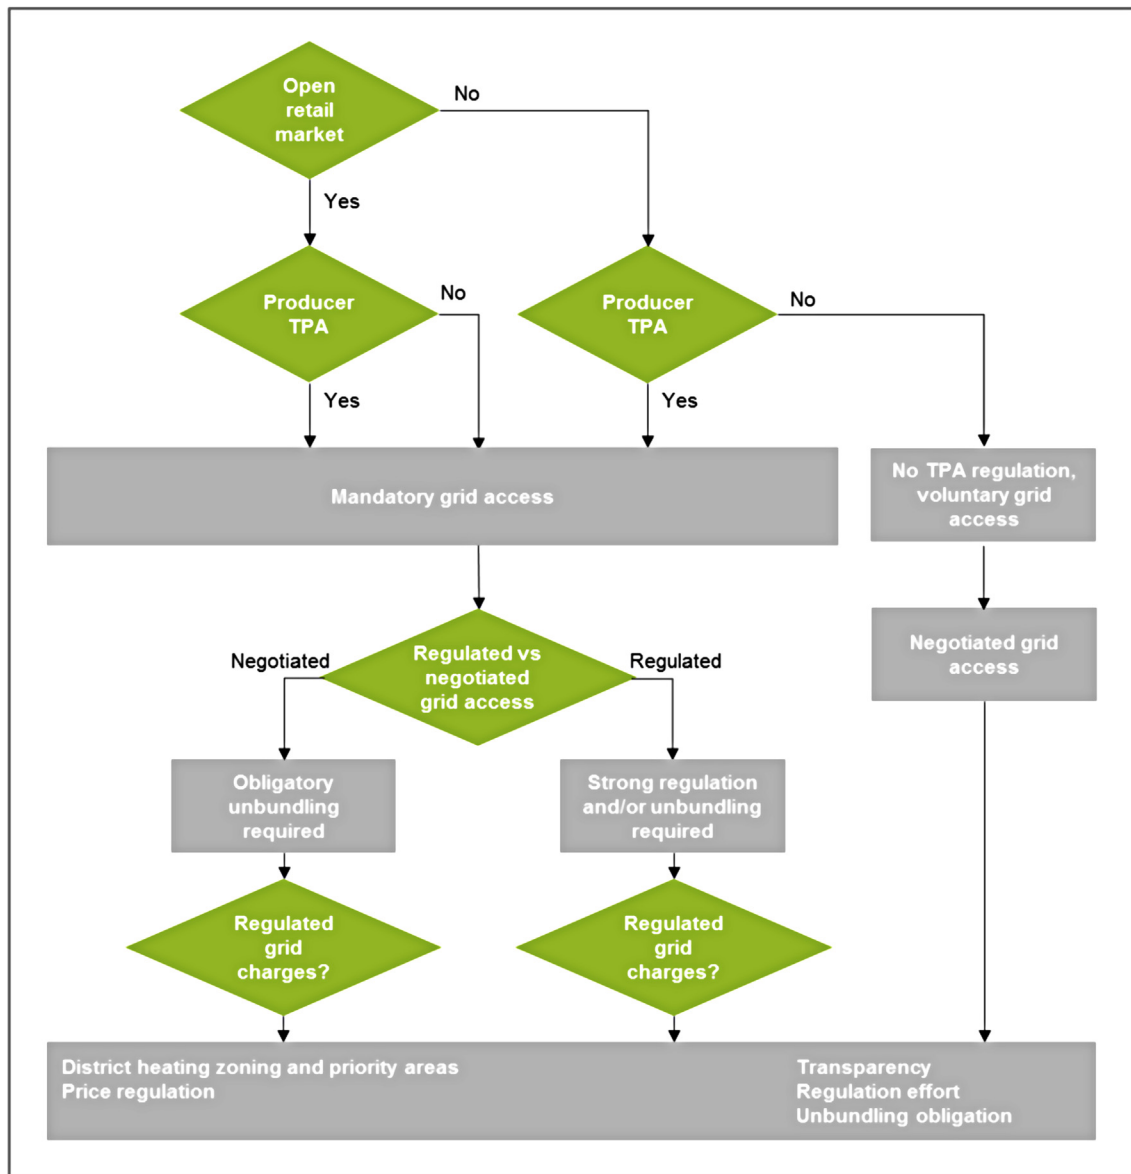 Open
retail
market
No
Yes
Producer
TPA
No
Producer
TPA
No
Yes
Yes
Mandatory grid access
No TPA regulation,
voluntary grid
access
Negotiated
Regulated vs
negotiated
grid access
Regulated
Negotiated grid
access
Obligatory
unbundling
required
Strong regulation
and/or unbundling
required
Regulated
grid
charges?
Regulated
grid
charges?
District heating zoning and priority areas
Price regulation
Transparency
Regulation effort
Unbundling obligation